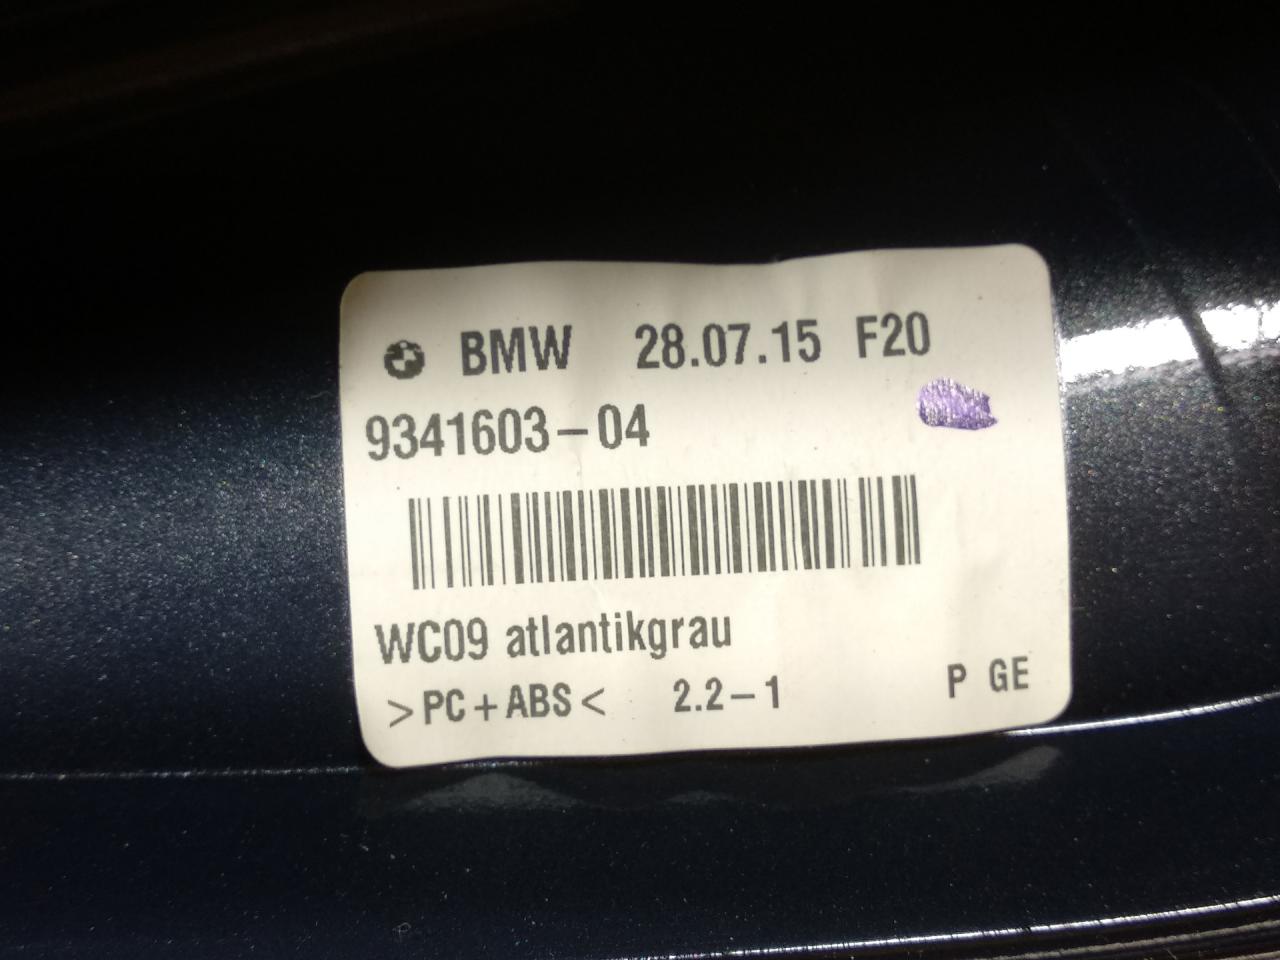 BMW 28.07.15 F20
9341603-04
WC09 atlantikgrau
>PC+ABS< 2.2-1 P GE